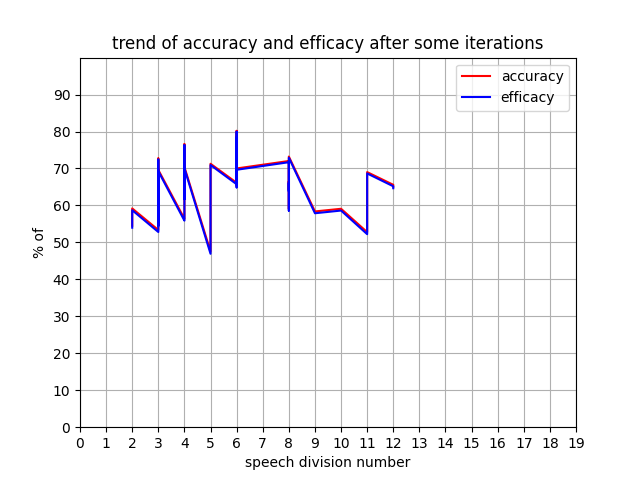 trend of accuracy and efficacy after some iterations
accuracy
efficacy
90
80
70
60
50
40
30
20
10
0
% of
0 1 2 3 4 5 6 7 8 9 10 11 12 13 14 15 16 17 18 19
speech division number